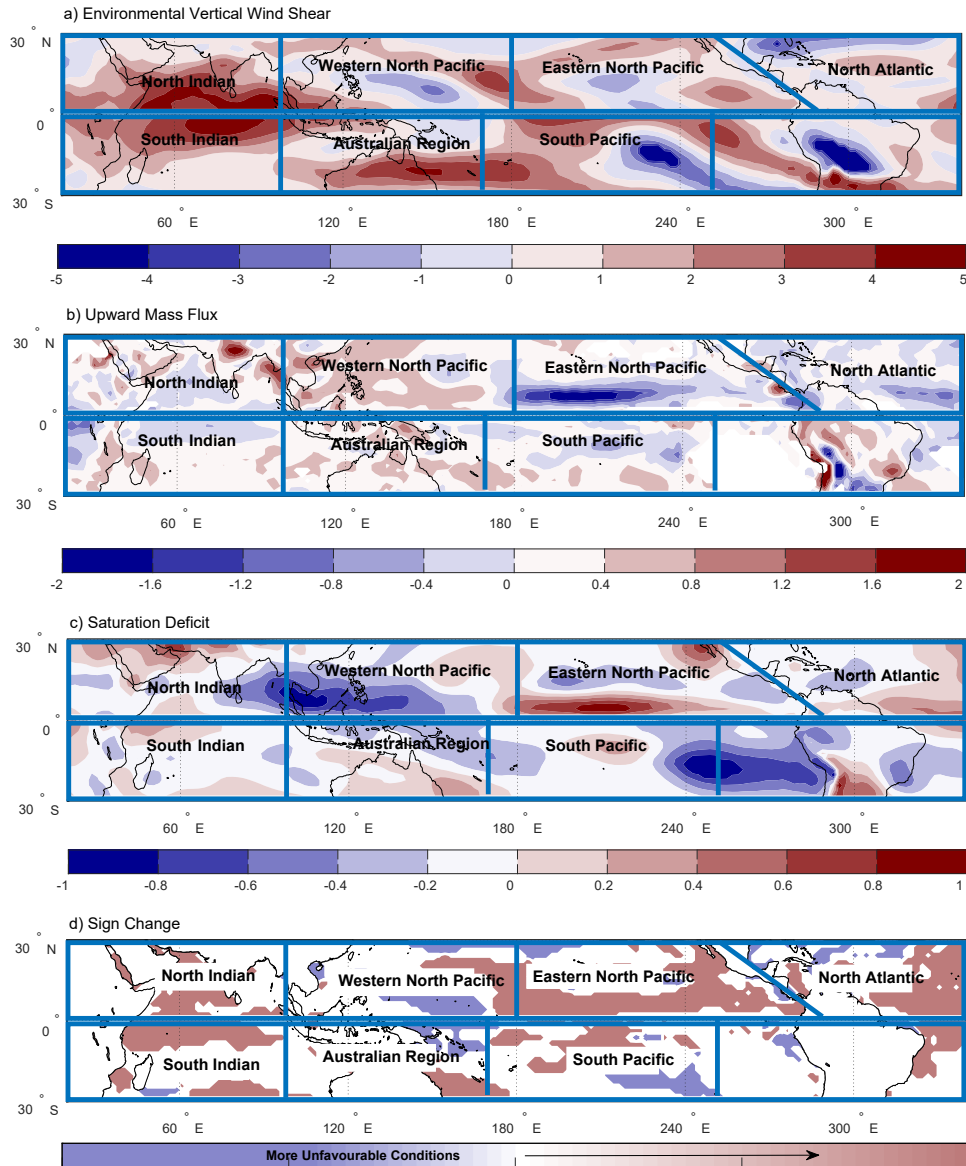 a) Environmental Vertical Wind Shear
30 ° N
North Indian Western North Pacific Eastern North Pacific North Atlantic
0
South Indian Australian Region South Pacific
30 ° S
60 ° E 120 ° E 180 ° E 240 ° E 300 ° E
-5 -4 -3 -2 -1 0 1 2 3 4 5
b) Upward Mass Flux
30 ° N
North Indian Western North Pacific Eastern North Pacific North Atlantic
0
South Indian Australian Region South Pacific
30 ° S
60 ° E 120 ° E 180 ° E 240 ° E 300 ° E
-2 -1.6 -1.2 -0.8 -0.4 0 0.4 0.8 1.2 1.6 2
c) Saturation Deficit
30 ° N
North Indian Western North Pacific Eastern North Pacific North Atlantic
0
South Indian Australian Region South Pacific
30 ° S
60 ° E 120 ° E 180 ° E 240 ° E 300 ° E
-1 -0.8 -0.6 -0.4 -0.2 0 0.2 0.4 0.6 0.8 1
d) Sign Change
30 ° N
North Indian Western North Pacific Eastern North Pacific North Atlantic
0
South Indian Australian Region South Pacific
30 ° S
60 ° E 120 ° E 180 ° E 240 ° E 300 ° E
More Unfavourable Conditions